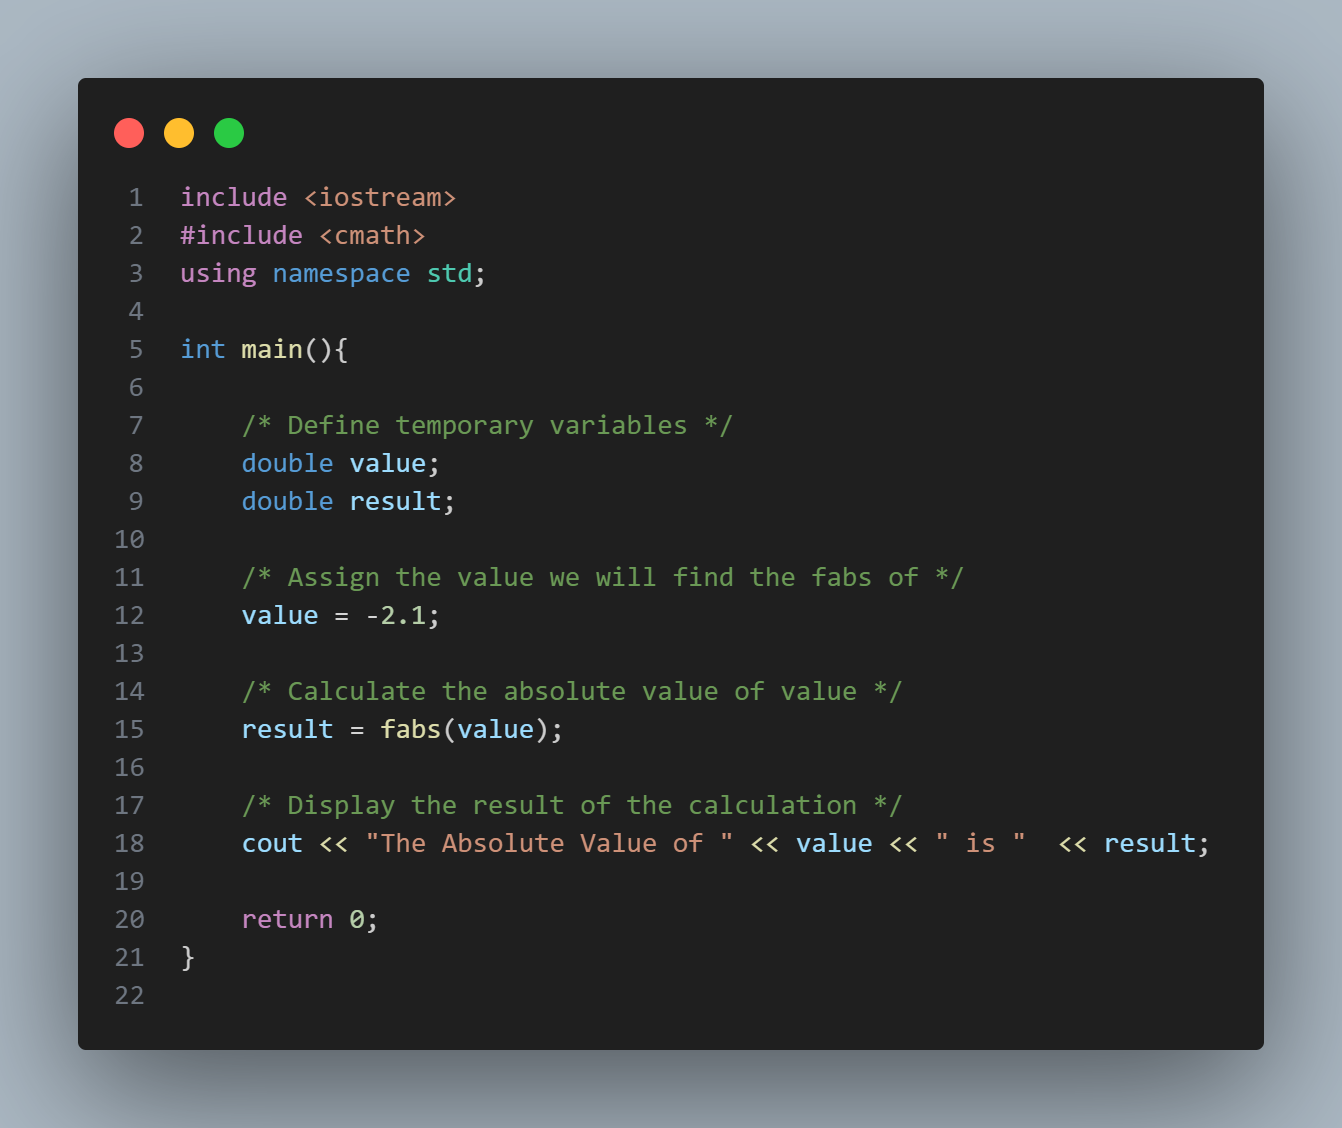 1 include <iostream>
2 #include <cmath>
3 using namespace std;
4
5 int main(){
6
7     /* Define temporary variables */
8     double value;
9     double result;
10
11     /* Assign the value we will find the fabs of */
12     value = -2.1;
13
14     /* Calculate the absolute value of value */
15     result = fabs(value);
16
17     /* Display the result of the calculation */
18     cout << "The Absolute Value of " << value << " is "  << result;
19
20     return 0;
21 }
22